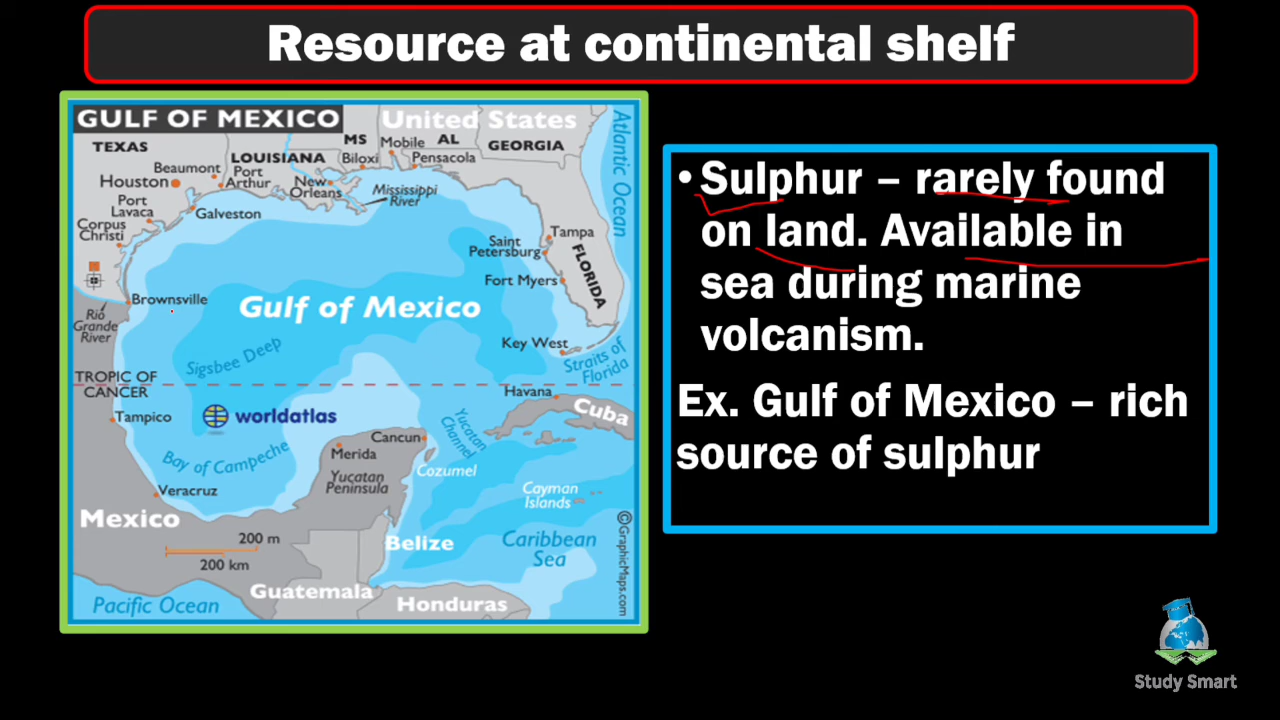 Resource at continental shelf
GULF OF MEXICO
United States
Atlantic Ocean
TEXAS
MS
Mobile
AL
GEORGIA
Beaumont
LOUISIANA
Biloxi
Pensacola
Houston
Port
Arthur
New
Orleans
Mississippi
River
Port
Lavaca
Galveston
Corpus
Christi
Tampa
Saint
Petersburg
FLORIDA
Fort Myers
Brownsville
Gulf of Mexico
Rio
Grande
River
Key West
Straits of
Florida
Sigsbee Deep
TROPIC OF
CANCER
Havana
Cuba
Tampico
worldatlas
Yucatan
Channel
Cancun
Merida
Bay of Campeche
Cozumel
Yucatan
Peninsula
Veracruz
Cayman
Islands
Mexico
200 m
200 km
Belize
Caribbean
Sea
©GraphicMaps.com
Guatemala
Pacific Ocean
Honduras
• Sulphur – rarely found
on land. Available in
sea during marine
volcanism.
Ex. Gulf of Mexico – rich
source of sulphur
Study Smart